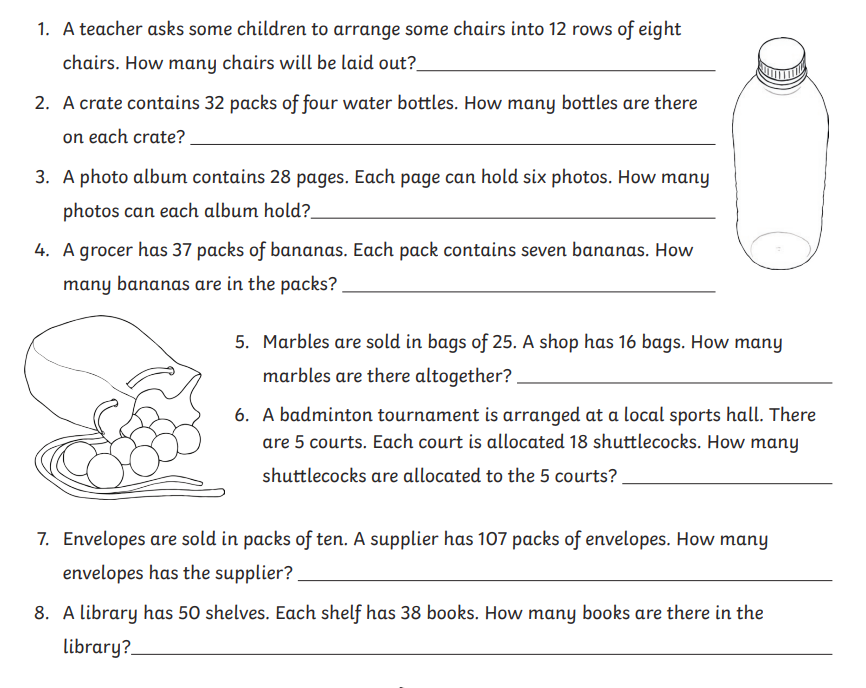 1. A teacher asks some children to arrange some chairs into 12 rows of eight
chairs. How many chairs will be laid out?
2. A crate contains 32 packs of four water bottles. How many bottles are there
on each crate?
3. A photo album contains 28 pages. Each page can hold six photos. How many
photos can each album hold?
4. A grocer has 37 packs of bananas. Each pack contains seven bananas. How
many bananas are in the packs?
5. Marbles are sold in bags of 25. A shop has 16 bags. How many
marbles are there altogether?
6. A badminton tournament is arranged at a local sports hall. There
are 5 courts. Each court is allocated 18 shuttlecocks. How many
shuttlecocks are allocated to the 5 courts?
7. Envelopes are sold in packs of ten. A supplier has 107 packs of envelopes. How many
envelopes has the supplier?
8. A library has 50 shelves. Each shelf has 38 books. How many books are there in the
library?